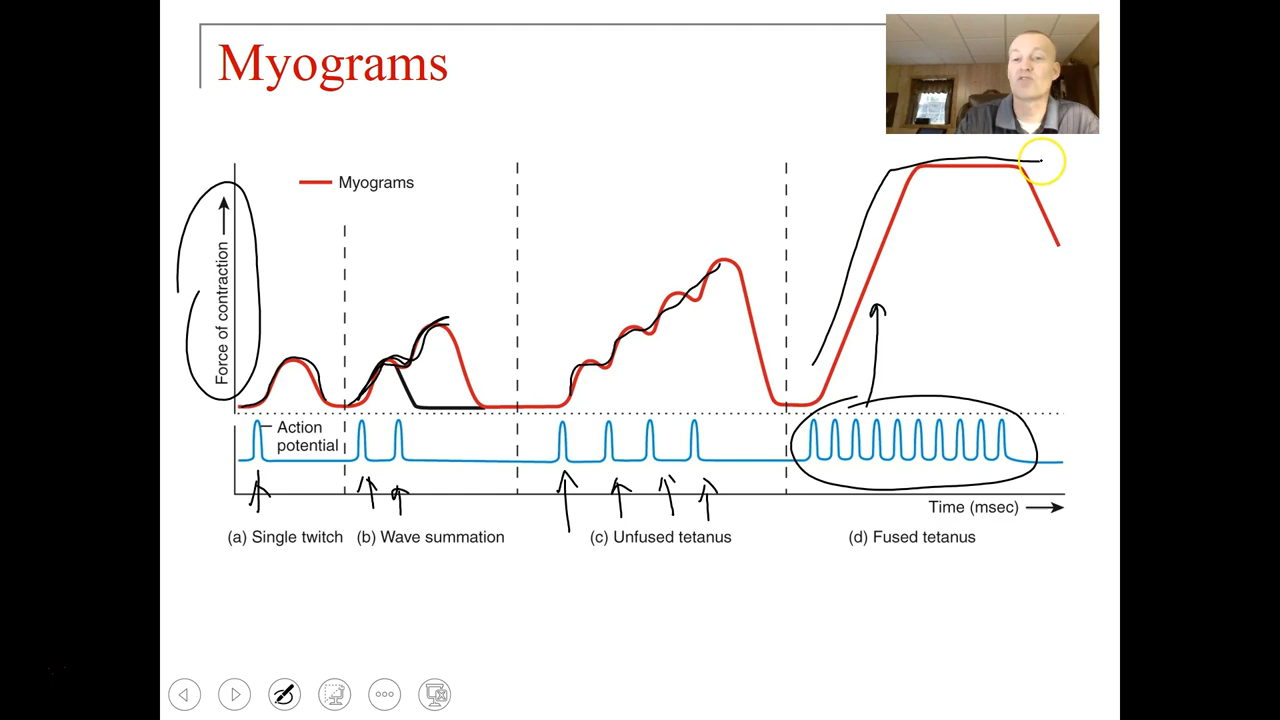 Myograms
Myograms
Force of contraction
Action
potential
Time (msec)
(a) Single twitch
(b) Wave summation
(c) Unfused tetanus
(d) Fused tetanus